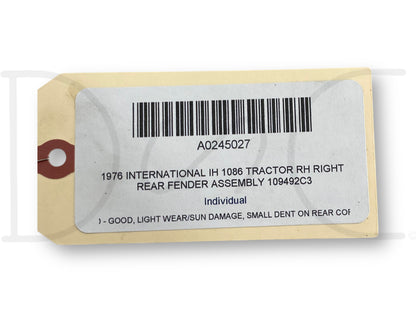 A0245027
1976 INTERNATIONAL IH 1086 TRACTOR RH RIGHT
REAR FENDER ASSEMBLY 109492C3
Individual
- GOOD, LIGHT WEAR/SUN DAMAGE, SMALL DENT ON REAR